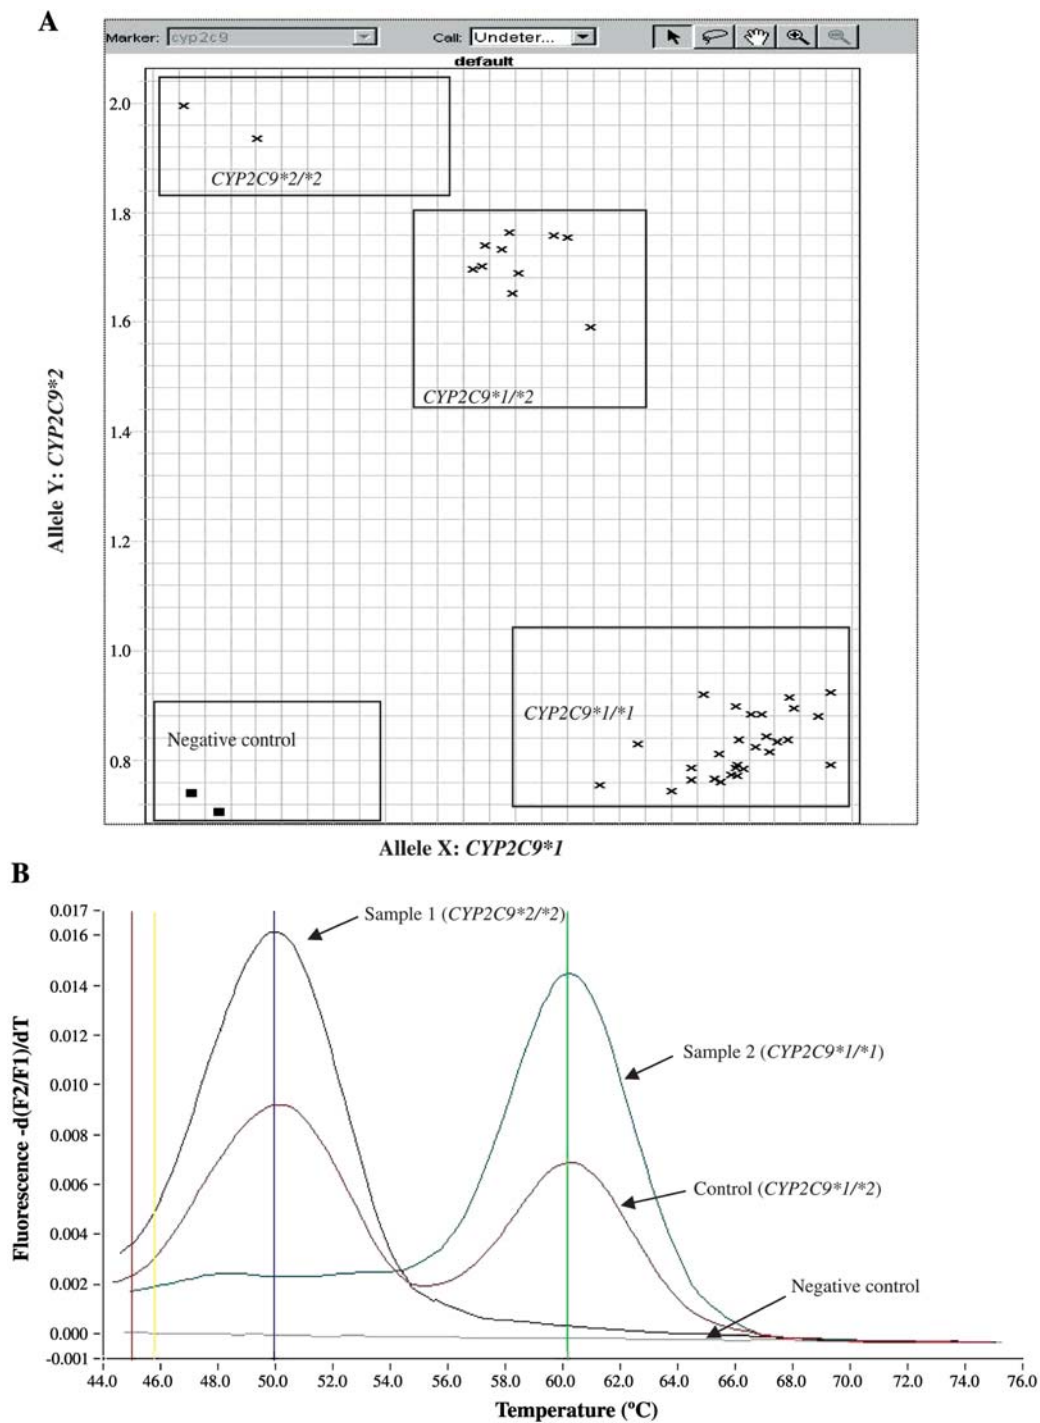 A
Marker: cyp2c9 Call: Undeter...
default
2.0
CYP2C9*2/*2
1.8
1.6
CYP2C9*1/*2
1.4
Allele Y: CYP2C9*2
1.2
1.0
CYP2C9*1/*1
Negative control
0.8
Allele X: CYP2C9*1
B
0.017
Sample 1 (CYP2C9*2/*2)
0.016
0.014
0.012
Sample 2 (CYP2C9*1/*1)
0.010
0.008
Fluorescence -d(F2/F1)/dT
0.006
Control (CYP2C9*1/*2)
0.004
0.002
Negative control
0.000
-0.001
44.0 46.0 48.0 50.0 52.0 54.0 56.0 58.0 60.0 62.0 64.0 66.0 68.0 70.0 72.0 74.0 76.0
Temperature (ºC)